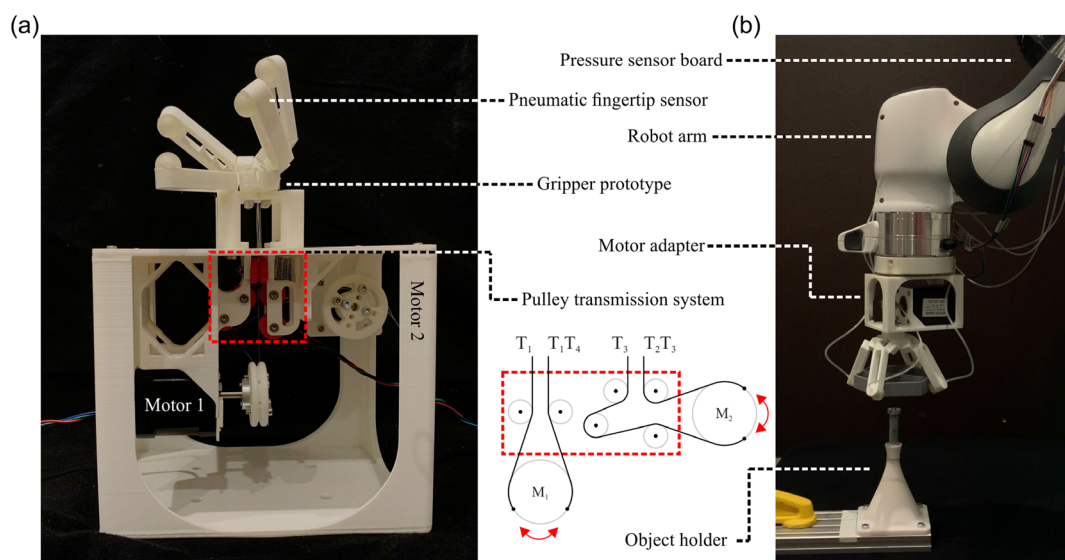 (a)
(b)
Pressure sensor board
Pneumatic fingertip sensor
Robot arm
Gripper prototype
Motor adapter
Pulley transmission system
Motor 2
Motor 1
T₁ T₁T₄ T₃ T₂T₃
M₂
M₁
Object holder